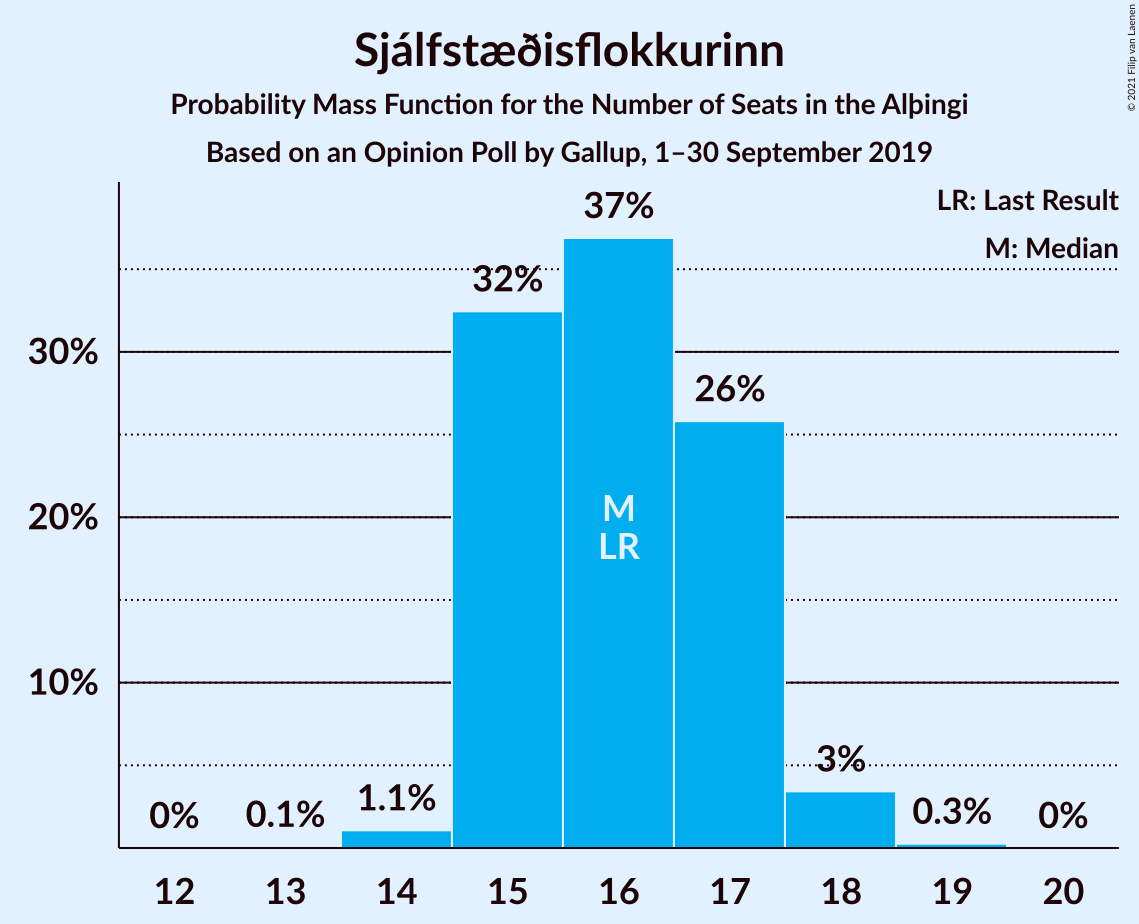 Sjálfstæðisflokkurinn
Probability Mass Function for the Number of Seats in the Alþingi
Based on an Opinion Poll by Gallup, 1–30 September 2019
© 2021 Filip van Laenen
LR: Last Result
M: Median
37%
32%
30%
26%
20%
M
LR
10%
3%
1.1%
0%
0.1%
0.3%
0%
12 13 14 15 16 17 18 19 20